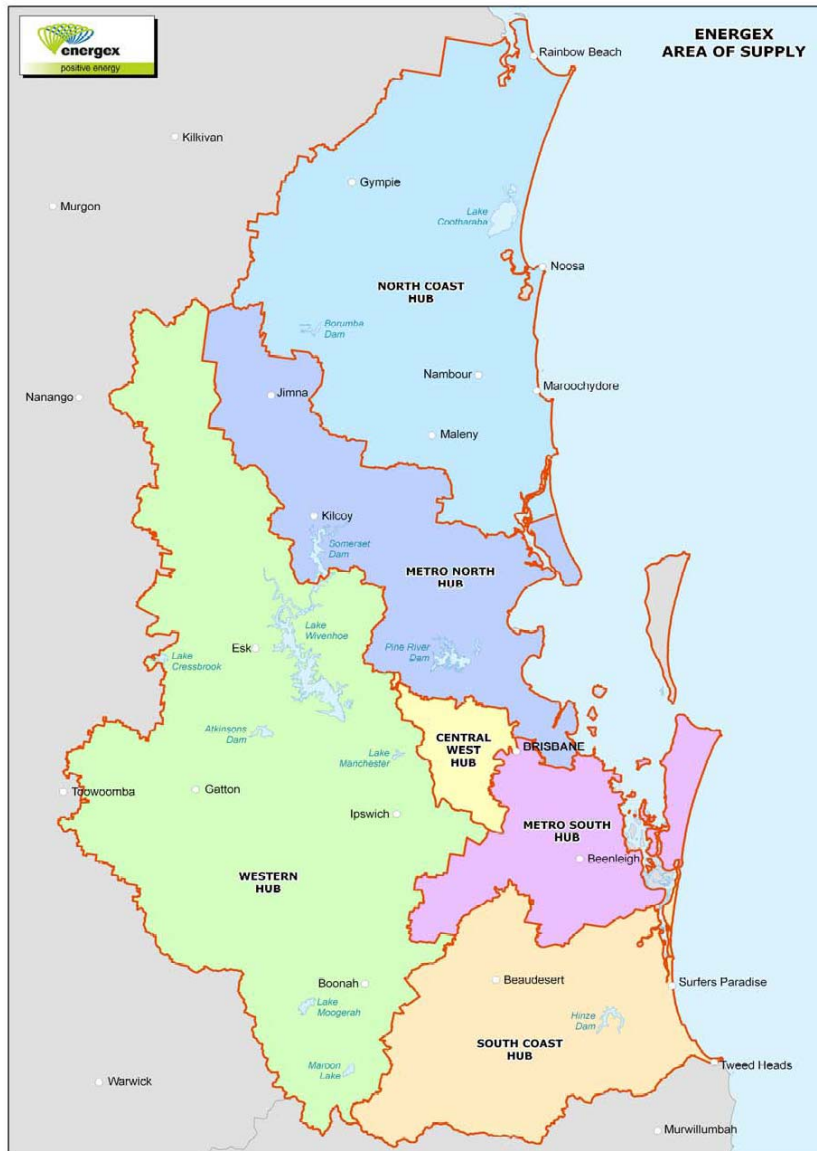 energex
positive energy
ENERGEX
AREA OF SUPPLY
Rainbow Beach
Kilkivan
Gympie
Murgon
Lake
Cootharaba
Noosa
NORTH COAST
HUB
Borumba
Dam
Nambour
Maroochydore
Jimna
Nanango
Maleny
Kilcoy
Somerset
Dam
METRO NORTH
HUB
Lake
Wivenhoe
Esk
Pine River
Dam
Lake
Cressbrook
Atkinsons
Dam
CENTRAL
WEST
HUB
BRISBANE
Lake
Manchester
Toowoomba
Gatton
Ipswich
METRO SOUTH
HUB
Beenleigh
WESTERN
HUB
Boonah
Beaudesert
Surfers Paradise
Lake
Moogerah
Hinze
Dam
SOUTH COAST
HUB
Maroon
Lake
Tweed Heads
Warwick
Murwillumbah